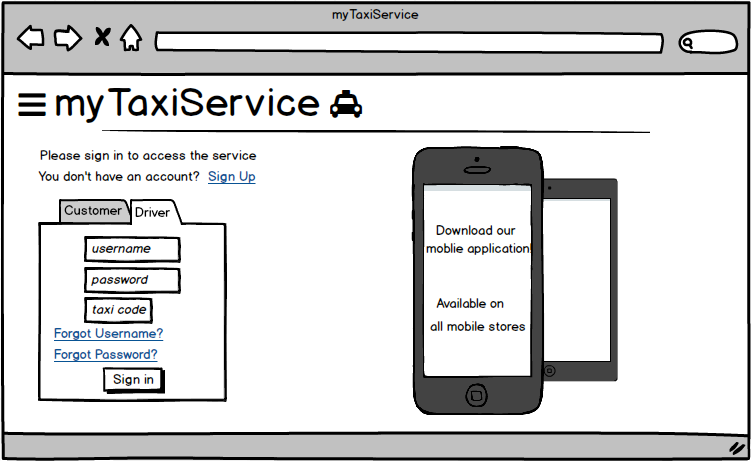 myTaxiService
myTaxiService
Please sign in to access the service
You don't have an account? Sign Up
Customer Driver
username
password
taxi code
Forgot Username?
Forgot Password?
Sign in
Download our
moblie application!
Available on
all mobile stores